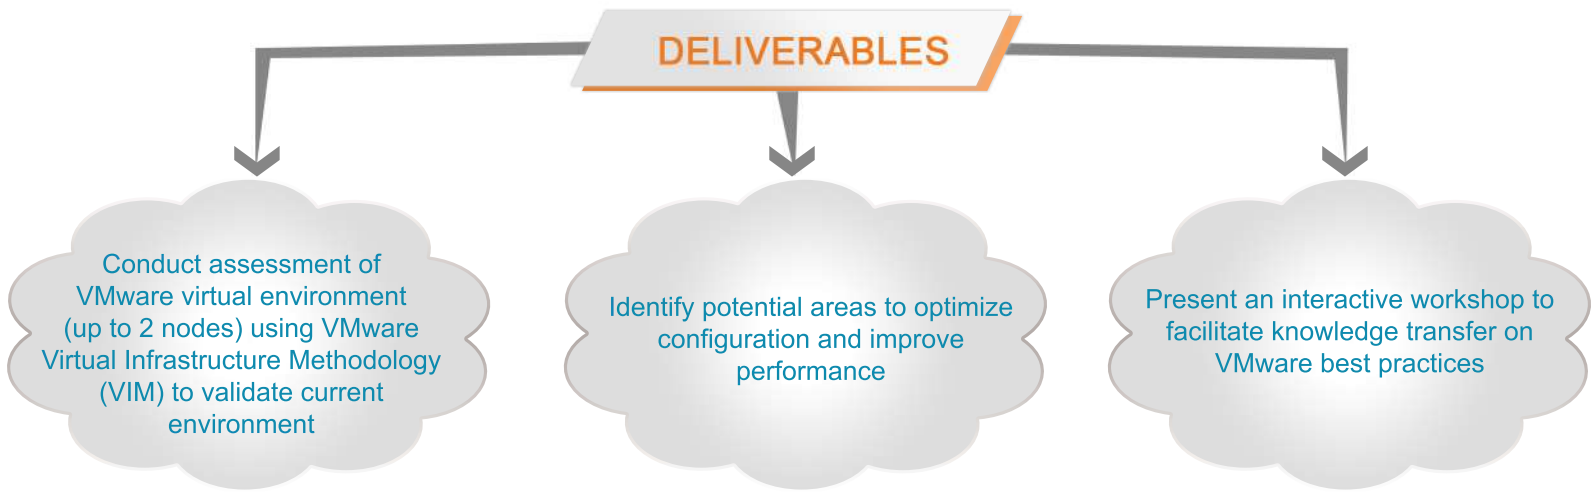 DELIVERABLES
Conduct assessment of
VMware virtual environment
(up to 2 nodes) using VMware
Virtual Infrastructure Methodology
(VIM) to validate current
environment
Identify potential areas to optimize
configuration and improve
performance
Present an interactive workshop to
facilitate knowledge transfer on
VMware best practices